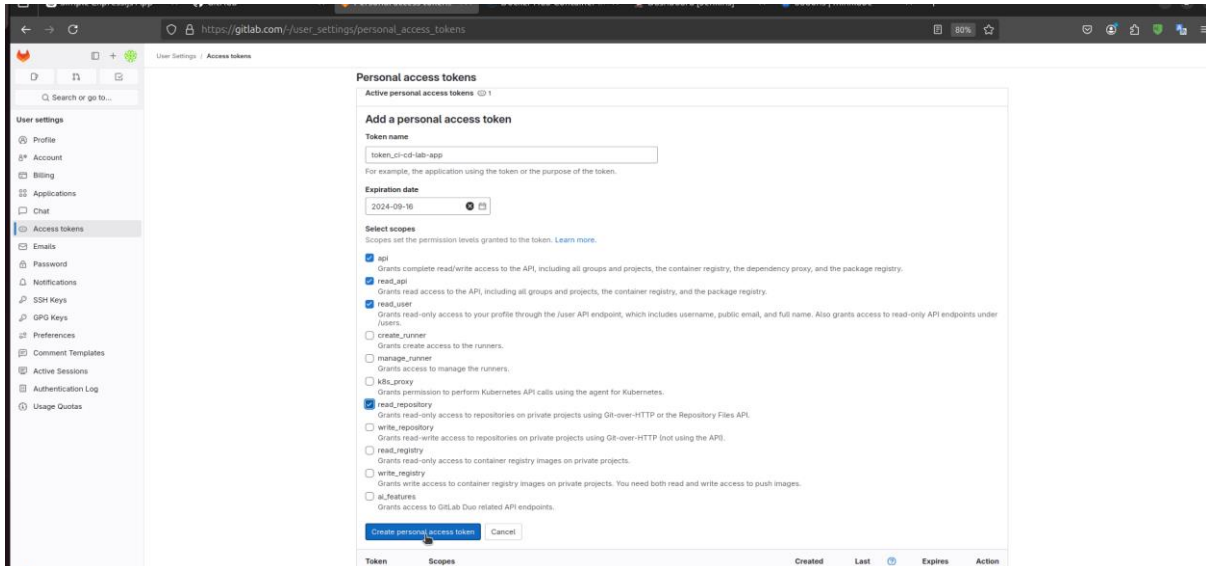 https://gitlab.com/-/user_settings/personal_access_tokens
80%
User Settings / Access tokens
Search or go to...
User settings
Profile
Account
Billing
Applications
Chat
Access tokens
Emails
Password
Notifications
SSH Keys
GPG Keys
Preferences
Comment Templates
Active Sessions
Authentication Log
Usage Quotas
Personal access tokens
Active personal access tokens 1
Add a personal access token
Token name
token_ci-cd-lab-app
For example, the application using the token or the purpose of the token.
Expiration date
2024-09-16
Select scopes
Scopes set the permission levels granted to the token. Learn more.
api
Grants complete read/write access to the API, including all groups and projects, the container registry, the dependency proxy, and the package registry.
read_api
Grants read access to the API, including all groups and projects, the container registry, and the package registry.
read_user
Grants read-only access to your profile through the /user API endpoint, which includes username, public email, and full name. Also grants access to read-only API endpoints under
/users.
create_runner
Grants create access to the runners.
manage_runner
Grants access to manage the runners.
k8s_proxy
Grants permission to perform Kubernetes API calls using the agent for Kubernetes.
read_repository
Grants read-only access to repositories on private projects using Git-over-HTTP or the Repository Files API.
write_repository
Grants read-write access to repositories on private projects using Git-over-HTTP (not using the API).
read_registry
Grants read-only access to container registry images on private projects.
write_registry
Grants write access to container registry images on private projects. You need both read and write access to push images.
ai_features
Grants access to GitLab Duo related API endpoints.
Create personal access token Cancel
Token Scopes Created Last Expires Action